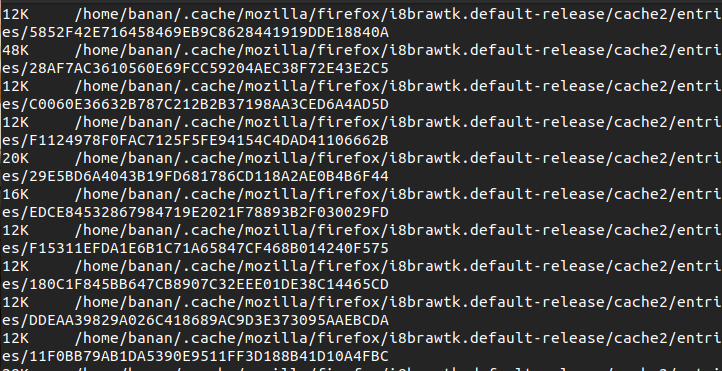 12K     /home/banan/.cache/mozilla/firefox/i8brawtk.default-release/cache2/entri
es/5852F42E716458469EB9C8628441919DDE18840A
48K     /home/banan/.cache/mozilla/firefox/i8brawtk.default-release/cache2/entri
es/28AF7AC3610560E69FCC59204AEC38F72E43E2C5
12K     /home/banan/.cache/mozilla/firefox/i8brawtk.default-release/cache2/entri
es/C0060E36632B787C212B2B37198AA3CED6A4AD5D
12K     /home/banan/.cache/mozilla/firefox/i8brawtk.default-release/cache2/entri
es/F1124978F0FAC7125F5FE94154C4DAD41106662B
20K     /home/banan/.cache/mozilla/firefox/i8brawtk.default-release/cache2/entri
es/29E5BD6A4043B19FD681786CD118A2AE0B4B6F44
16K     /home/banan/.cache/mozilla/firefox/i8brawtk.default-release/cache2/entri
es/EDCE84532867984719E2021F78893B2F030029FD
12K     /home/banan/.cache/mozilla/firefox/i8brawtk.default-release/cache2/entri
es/F15311EFDA1E6B1C71A65847CF468B014240F575
12K     /home/banan/.cache/mozilla/firefox/i8brawtk.default-release/cache2/entri
es/180C1F845BB647CB8907C32EEE01DE38C14465CD
12K     /home/banan/.cache/mozilla/firefox/i8brawtk.default-release/cache2/entri
es/DDEAA39829A026C418689AC9D3E373095AAEBCDA
12K     /home/banan/.cache/mozilla/firefox/i8brawtk.default-release/cache2/entri
es/11F0BB79AB1DA5390E9511FF3D188B41D10A4FBC